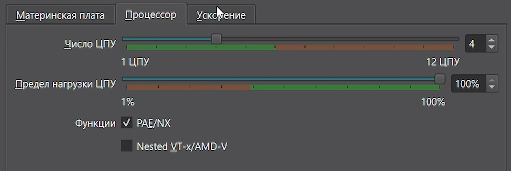 Материнская плата Процессор Ускорение
Число ЦПУ 4
1 ЦПУ 12 ЦПУ
Предел нагрузки ЦПУ 100%
1% 100%
Функции PAE/NX
Nested VT-x/AMD-V